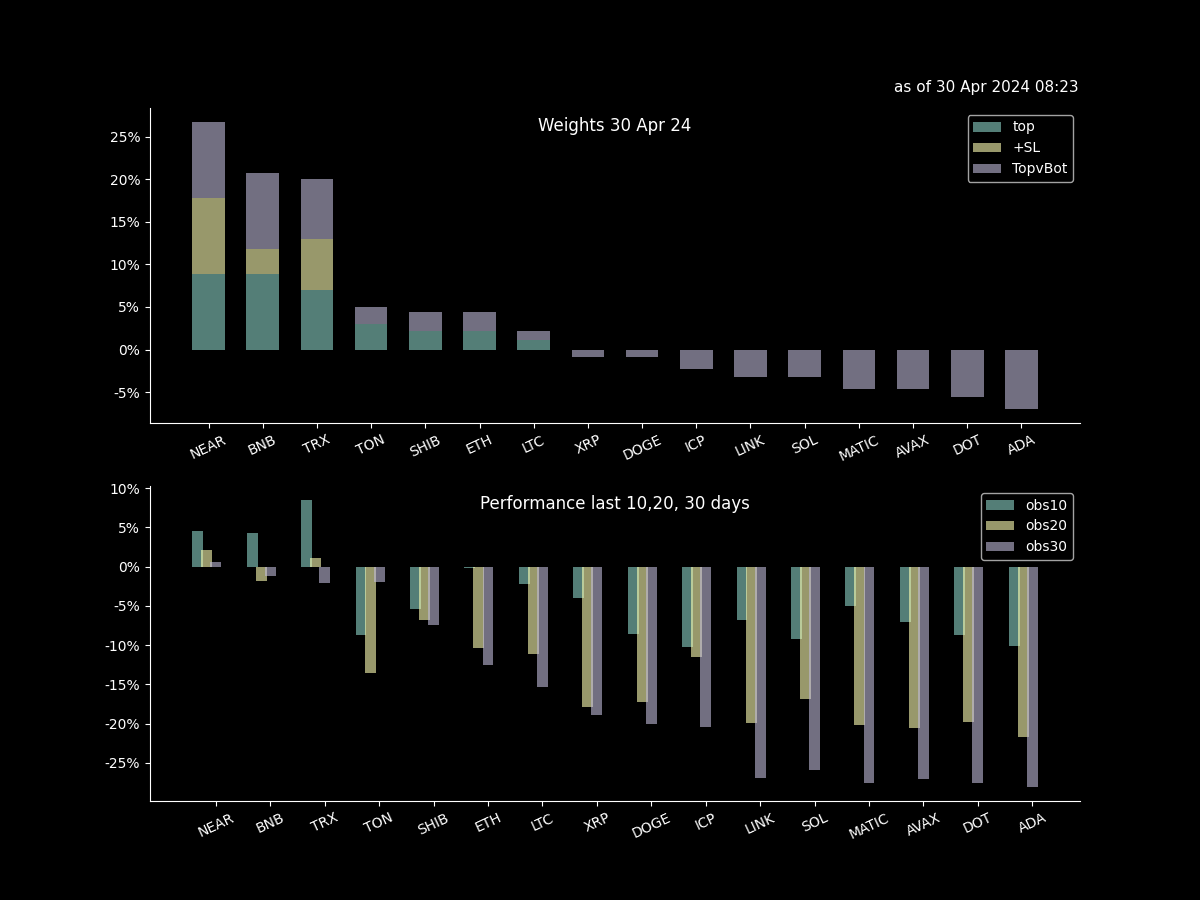 as of 30 Apr 2024 08:23
Weights 30 Apr 24
top
+SL
TopvBot
25%
20%
15%
10%
5%
0%
-5%
NEAR BNB TRX TON SHIB ETH LTC XRP DOGE ICP LINK SOL MATIC AVAX DOT ADA
Performance last 10,20, 30 days
obs10
obs20
obs30
10%
5%
0%
-5%
-10%
-15%
-20%
-25%
NEAR BNB TRX TON SHIB ETH LTC XRP DOGE ICP LINK SOL MATIC AVAX DOT ADA